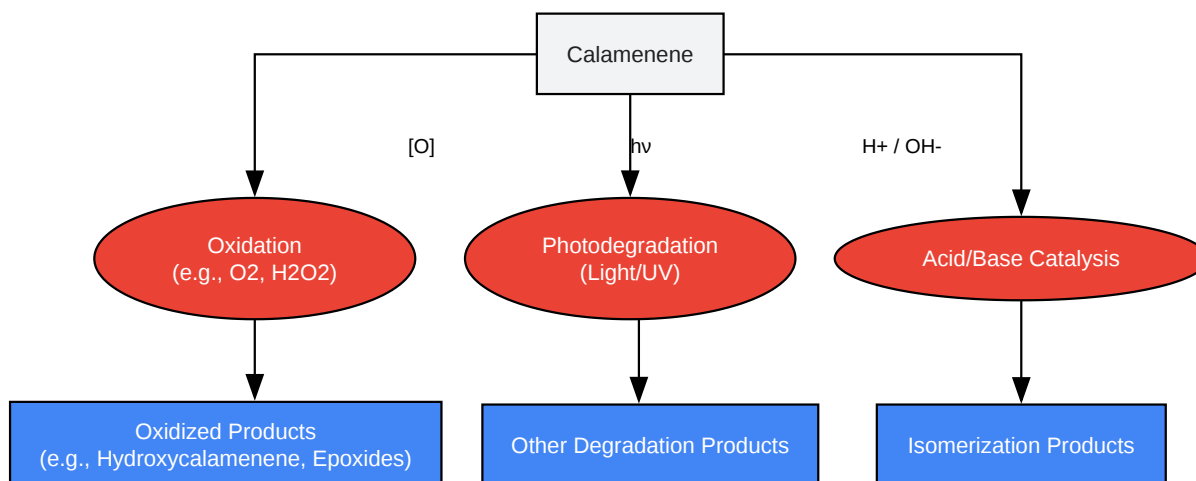 Calamenene
[O]
hν
H+ / OH-
Oxidation
(e.g., O2, H2O2)
Photodegradation
(Light/UV)
Acid/Base Catalysis
Oxidized Products
(e.g., Hydroxycalamenene, Epoxides)
Other Degradation Products
Isomerization Products